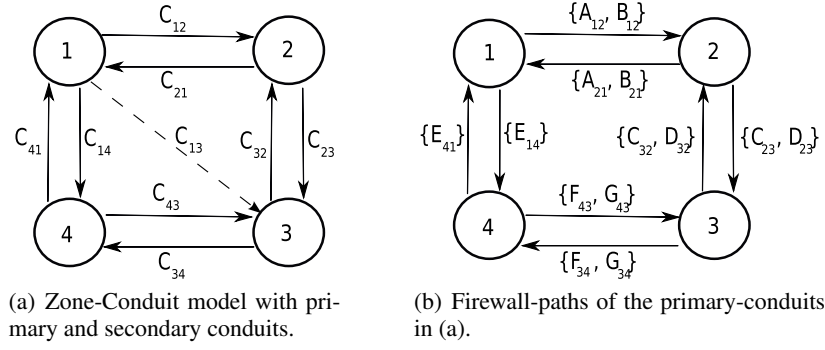 C12
1
2
C21
C41
C14
C13
C32
C23
C43
4
3
C34
(a) Zone-Conduit model with pri-
mary and secondary conduits.
{A12, B12}
1
2
{A21, B21}
{E41}
{E14}
{C32, D32}
{C23, D23}
{F43, G43}
4
3
{F34, G34}
(b) Firewall-paths of the primary-conduits
in (a).